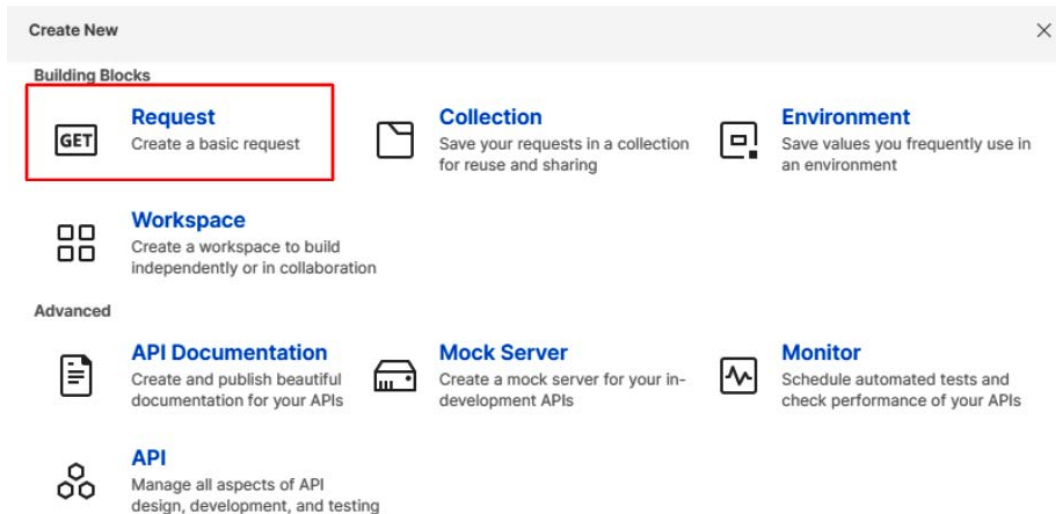 Create New
Building Blocks
GET
Request
Create a basic request
Collection
Save your requests in a collection
for reuse and sharing
Environment
Save values you frequently use in
an environment
Workspace
Create a workspace to build
independently or in collaboration
Advanced
API Documentation
Create and publish beautiful
documentation for your APIs
Mock Server
Create a mock server for your in-
development APIs
Monitor
Schedule automated tests and
check performance of your APIs
API
Manage all aspects of API
design, development, and testing